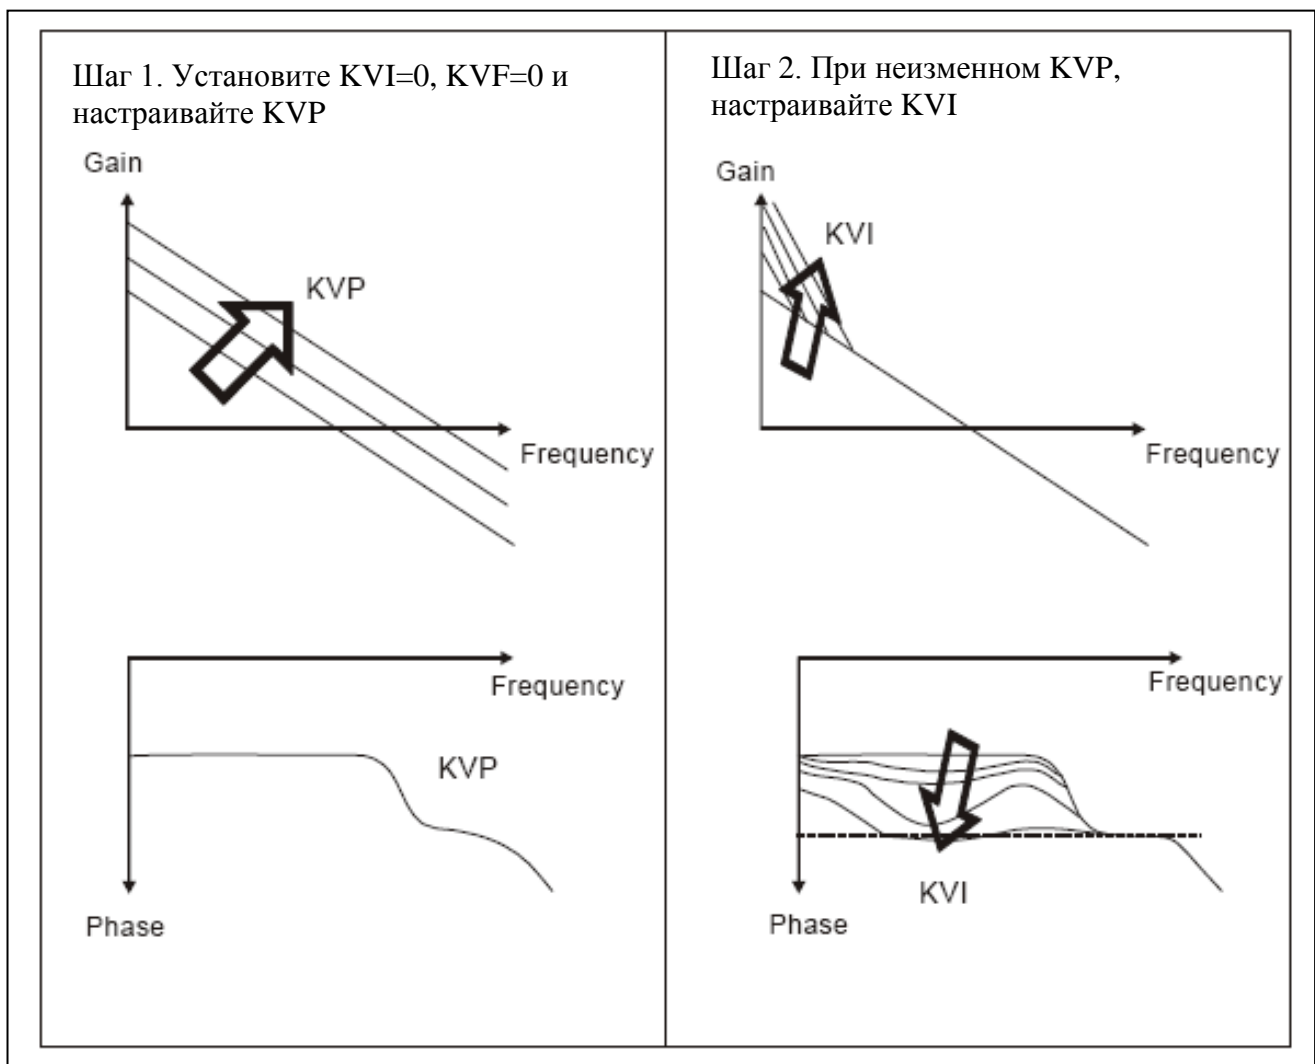 Шаг 1. Установите KVI=0, KVF=0 и
настраивайте KVP
Gain
KVP
Frequency
Frequency
KVP
Phase
Шаг 2. При неизменном KVP,
настраивайте KVI
Gain
KVI
Frequency
Frequency
KVI
Phase